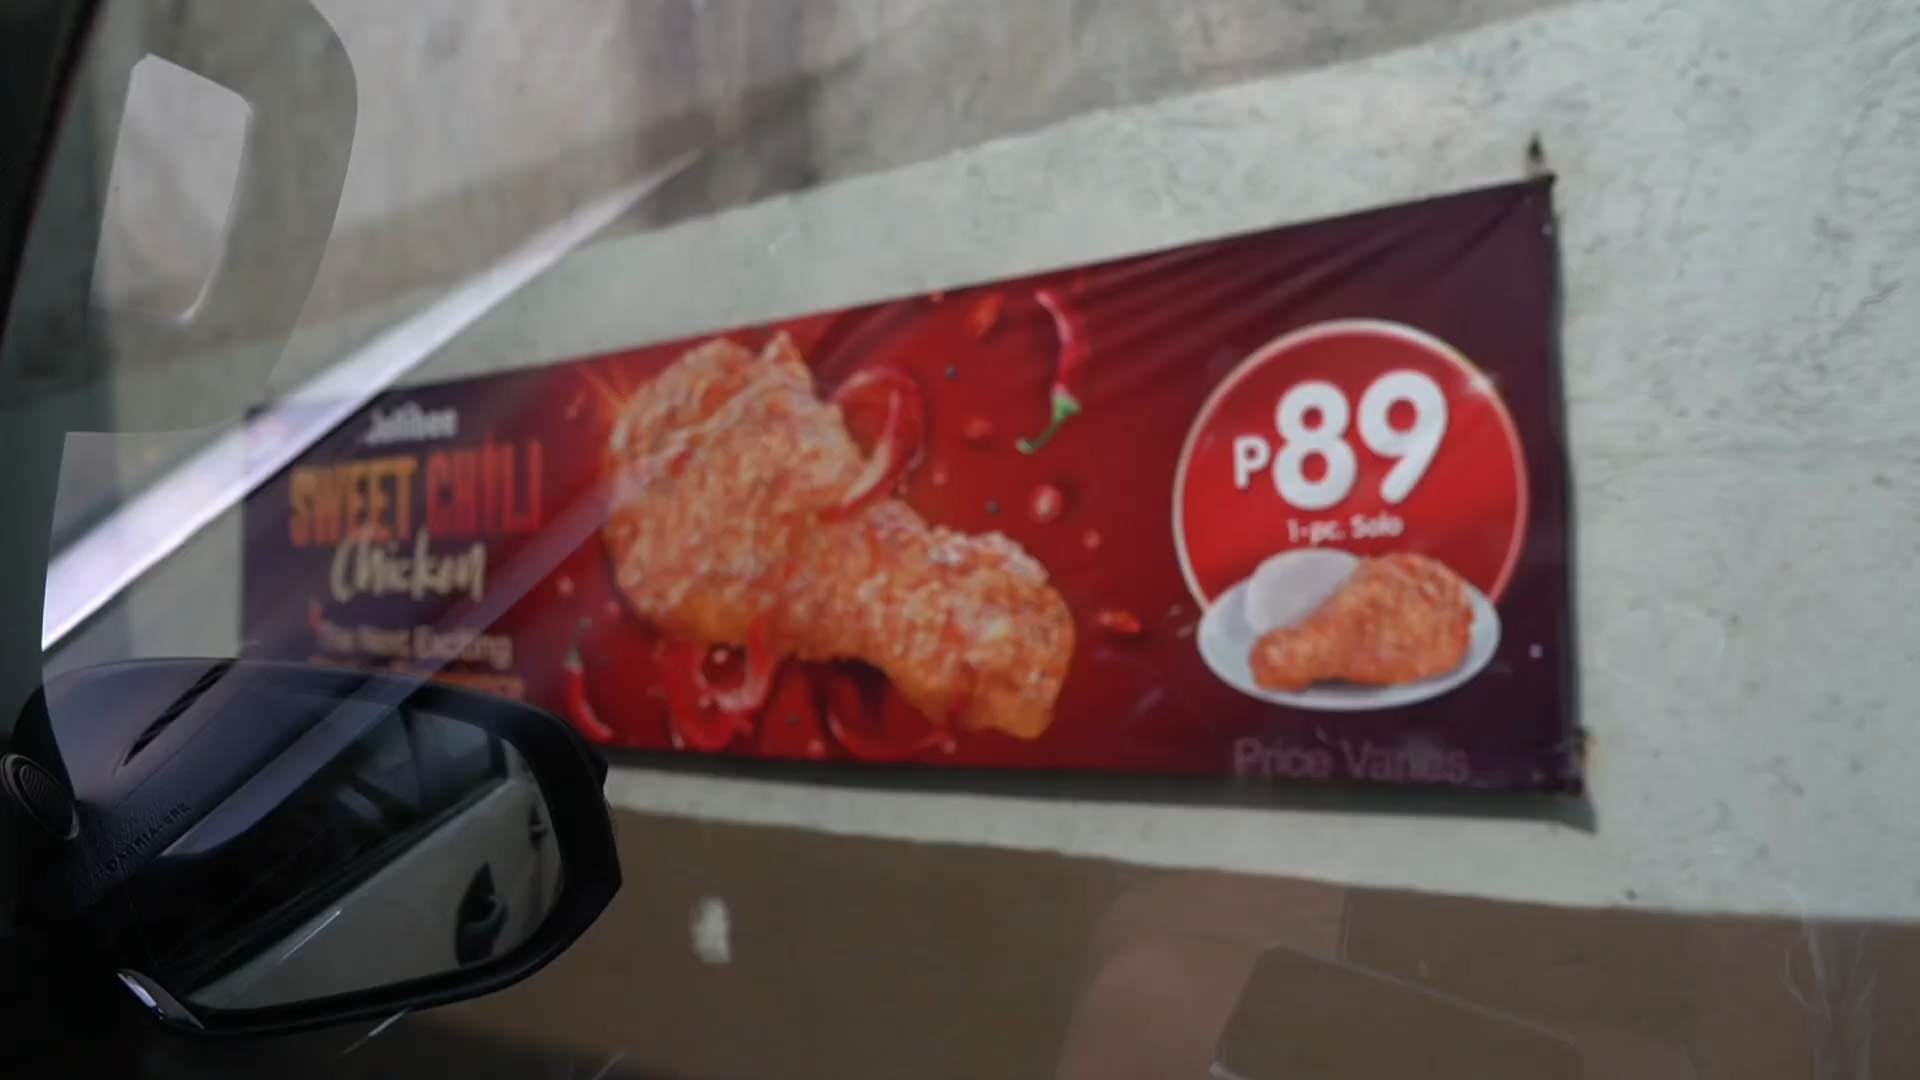 Jollibee
SWEET CHILI
Chicken
The Next Exciting
P89
1-pc. Solo
Price Varies